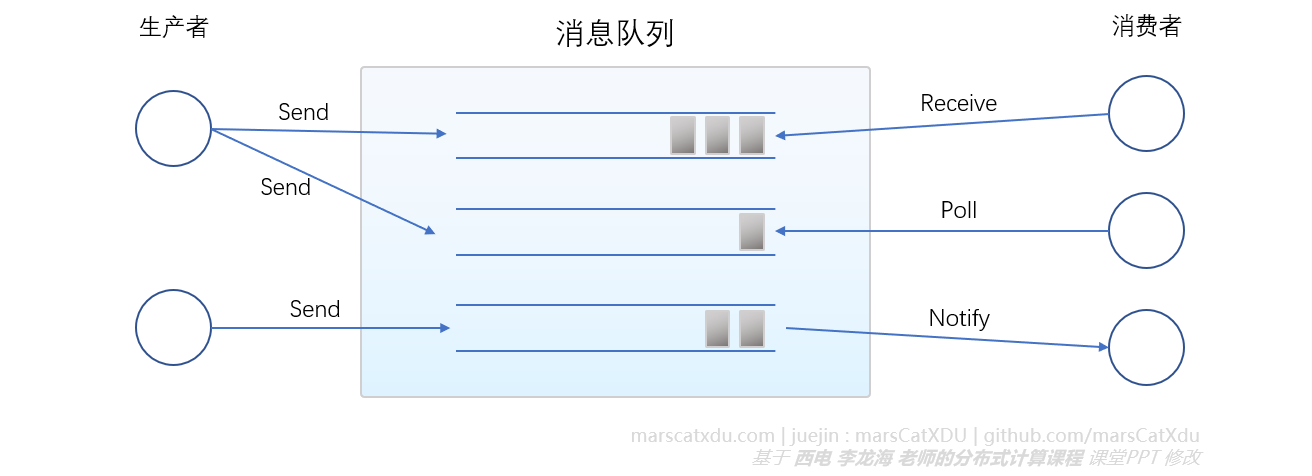 生产者
消息队列
消费者
Send
Receive
Send
Poll
Send
Notify
marscatxdu.com | juejin : marsCatXDU | github.com/marsCatXdu
基于 西电 李龙海 老师的分布式计算课程 课堂PPT 修改